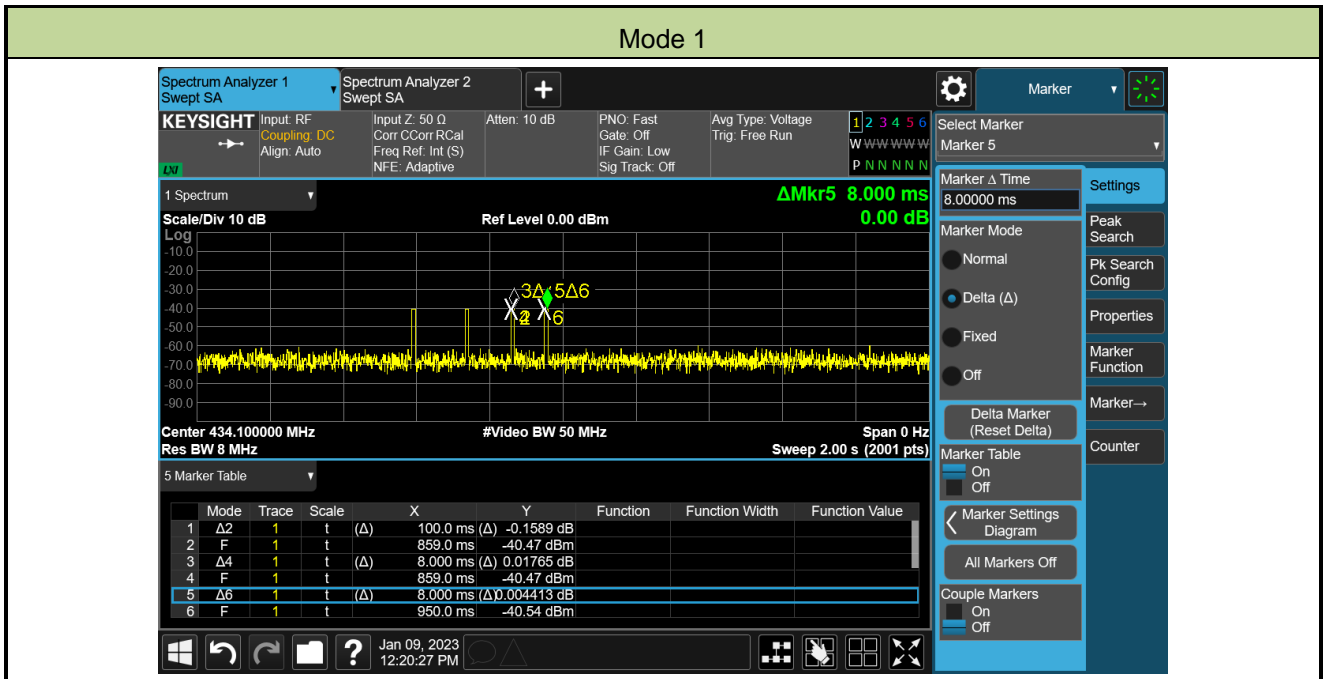 Mode 1
Spectrum Analyzer 1
Swept SA
Spectrum Analyzer 2
Swept SA
Marker
KEYSIGHT
LXI
Input: RF
Coupling: DC
Align: Auto
Input Z: 50 Ω
Corr CCorr RCal
Freq Ref: Int (S)
NFE: Adaptive
Atten: 10 dB
PNO: Fast
Gate: Off
IF Gain: Low
Sig Track: Off
Avg Type: Voltage
Trig: Free Run
1 2 3 4 5 6
W W W W W W
P N N N N N
Select Marker
Marker 5
1 Spectrum
ΔMkr5 8.000 ms
0.00 dB
Scale/Div 10 dB
Ref Level 0.00 dBm
Log
-10.0
-20.0
-30.0
-40.0
-50.0
-60.0
-70.0
-80.0
-90.0
5Δ6
6
Center 434.100000 MHz
#Video BW 50 MHz
Span 0 Hz
Res BW 8 MHz
Sweep 2.00 s (2001 pts)
5 Marker Table
Mode Trace Scale X Y Function Function Width Function Value
1 Δ2 1 t (Δ) 100.0 ms (Δ) -0.1589 dB
2 F 1 t 859.0 ms -40.47 dBm
3 Δ4 1 t (Δ) 8.000 ms (Δ) 0.01765 dB
4 F 1 t 859.0 ms -40.47 dBm
5 Δ6 1 t (Δ) 8.000 ms (Δ) 0.004413 dB
6 F 1 t 950.0 ms -40.54 dBm
Marker Δ Time
8.00000 ms
Marker Mode
Normal
Delta (Δ)
Fixed
Off
Delta Marker
(Reset Delta)
Marker Table
On
Off
Marker Settings
Diagram
All Markers Off
Couple Markers
On
Off
Settings
Peak
Search
Pk Search
Config
Properties
Marker
Function
Marker→
Counter
?
Jan 09, 2023
12:20:27 PM